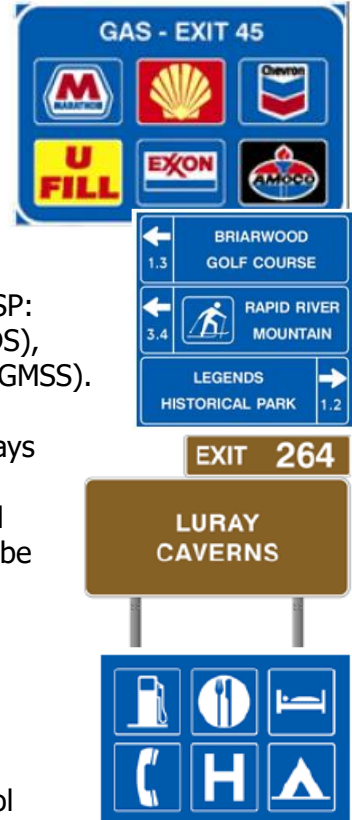 GAS - EXIT 45
MARATHON
Chevron
U
FILL
EXXON
AMOCO
BRIARWOOD
1.3 GOLF COURSE
SP:
RAPID RIVER
3.4 MOUNTAIN
S),
GMSS).
LEGENDS
HISTORICAL PARK 1.2
ays
EXIT 264
LURAY
be
CAVERNS
H
ol